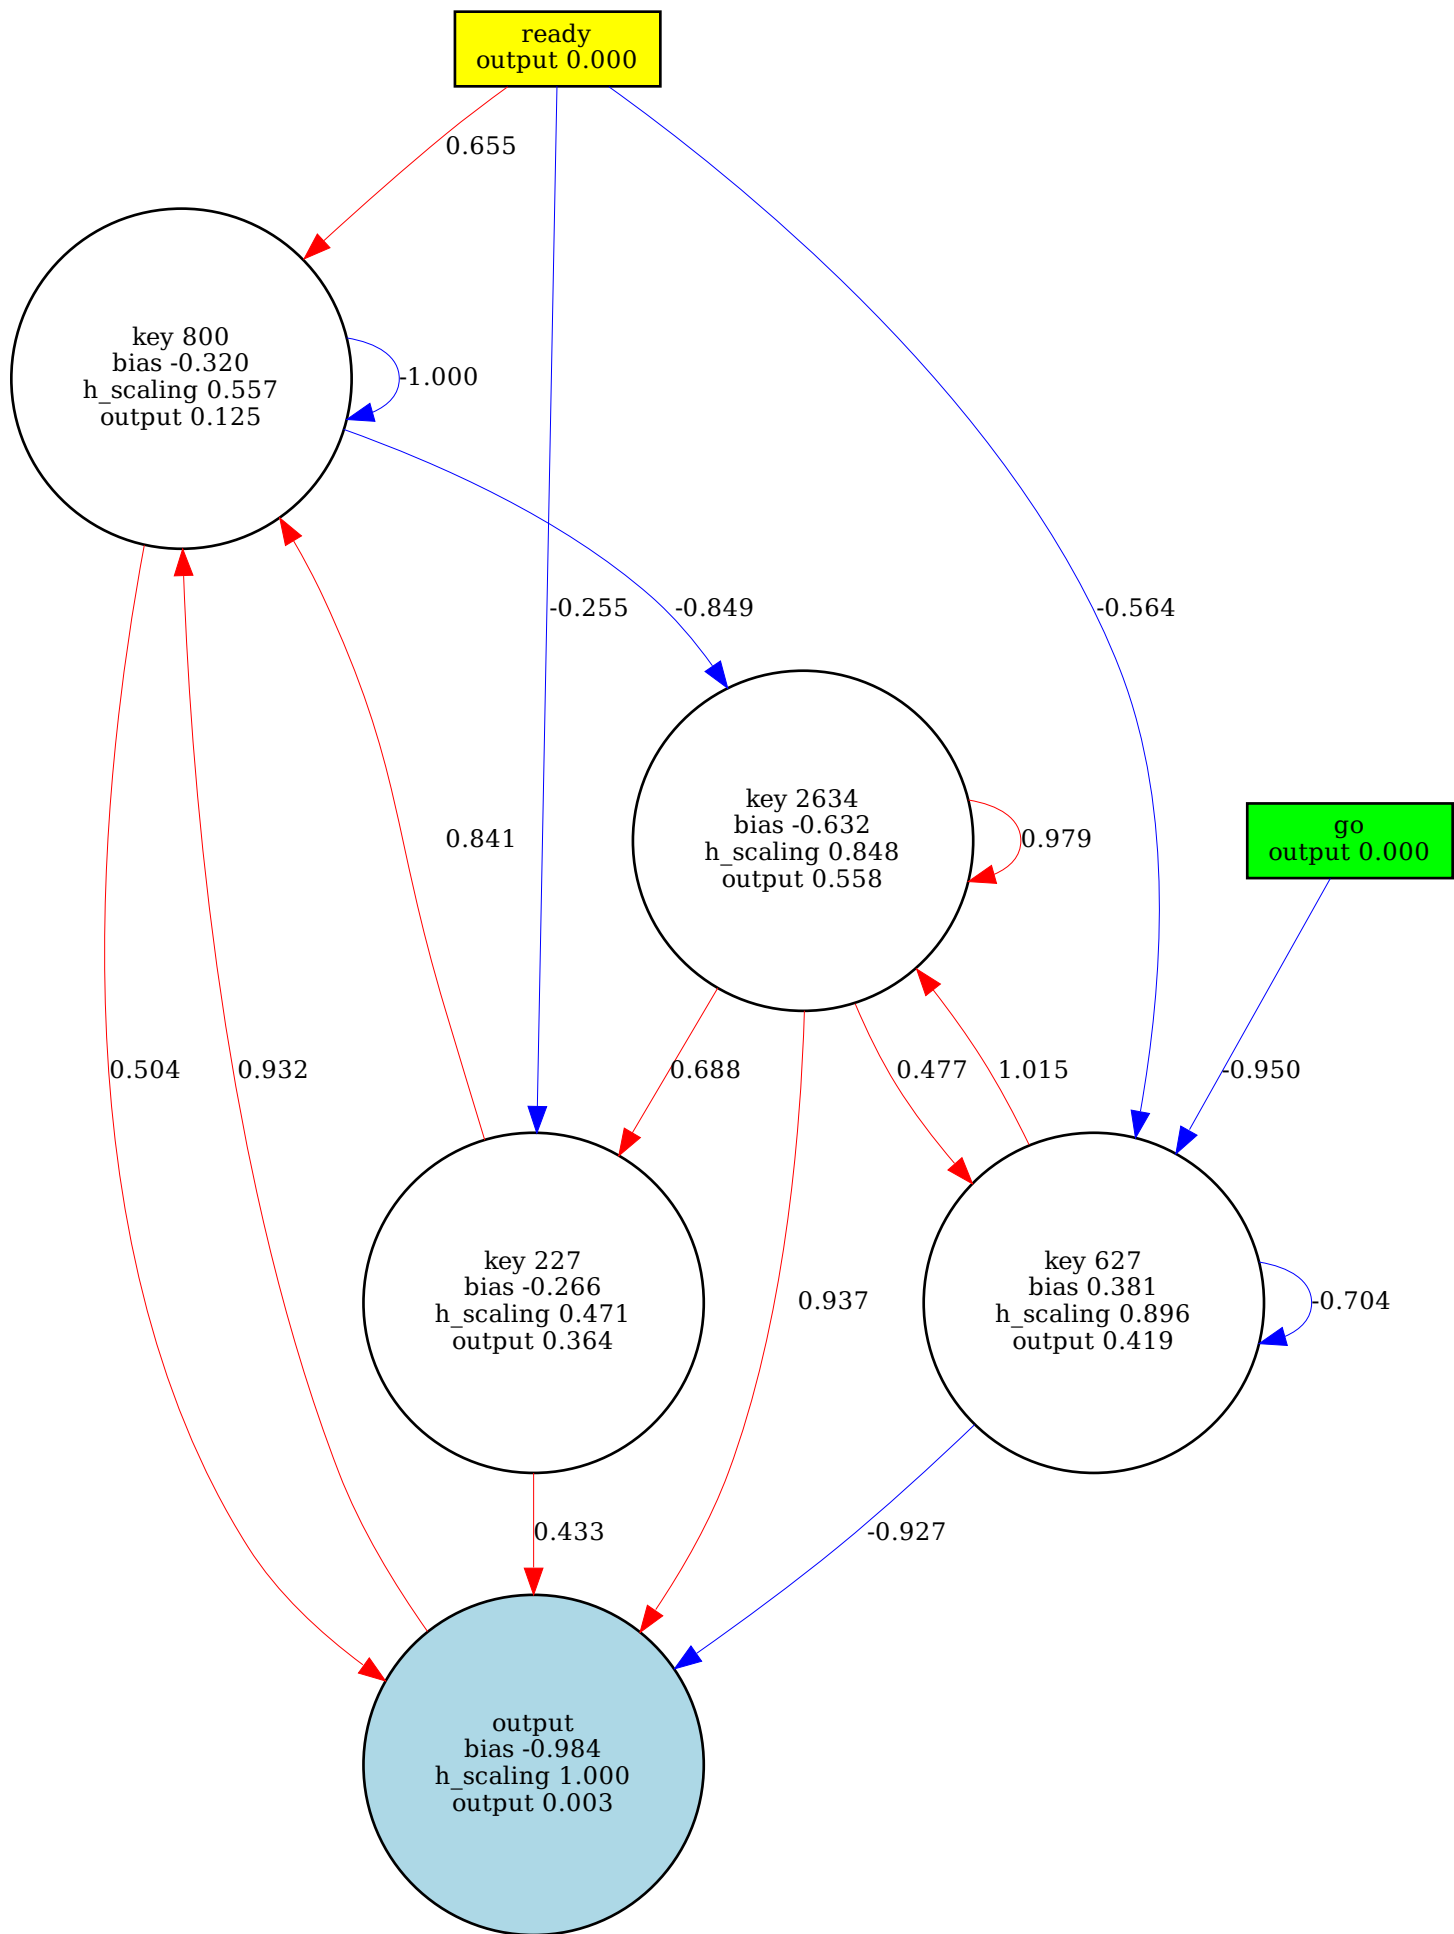 ready
output 0.000
0.655
key 800
bias -0.320
h_scaling 0.557
output 0.125
-1.000
-0.255
-0.849
-0.564
key 2634
bias -0.632
h_scaling 0.848
output 0.558
0.841
0.979
go
output 0.000
0.504
0.932
0.688
0.477
1.015
-0.950
key 227
bias -0.266
h_scaling 0.471
output 0.364
0.937
key 627
bias 0.381
h_scaling 0.896
output 0.419
-0.704
0.433
-0.927
output
bias -0.984
h_scaling 1.000
output 0.003